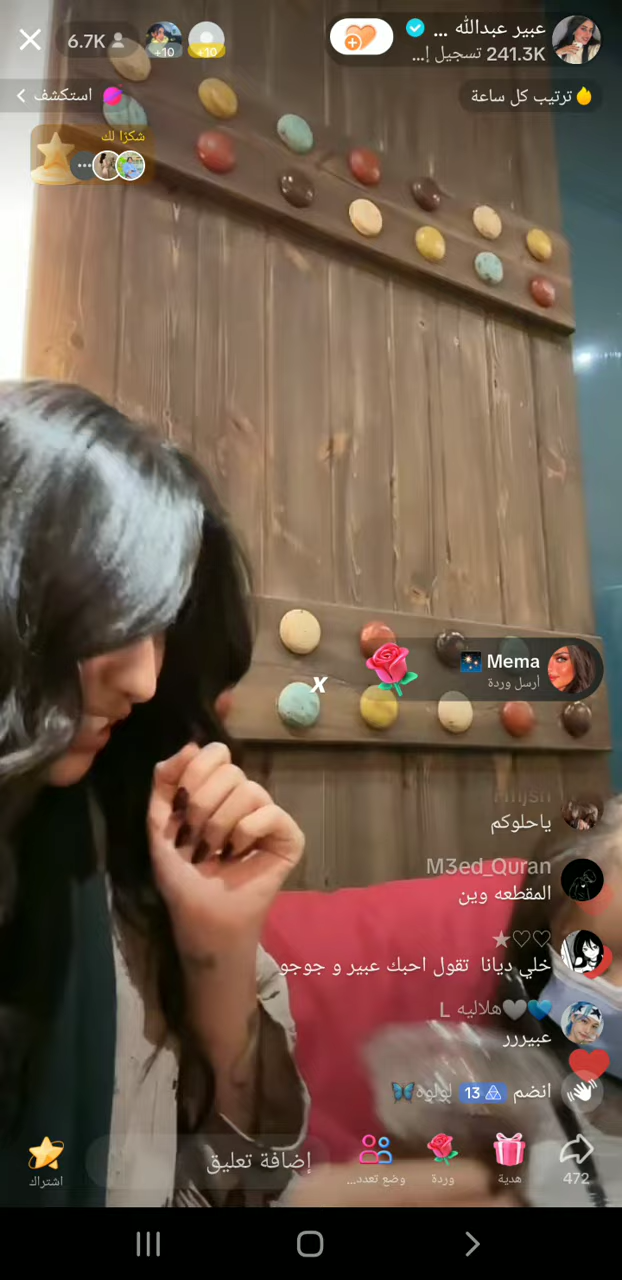 عبير عبدالله ...
241.3K تسجيل إ...
6.7K
+10
+10
ترتيب كل ساعة
استكشف
شكرًا لك
Mema
أرسل وردة
x
ياحلوكم
M3ed_Quran
المقطعه وين
★♡♡
خلي ديانا تقول احبك عبير و جوجو
هلاليه L
عبيررر
13 لولوه انضم
إضافة تعليق
اشتراك
وضع تعدد...
وردة
هدية
472